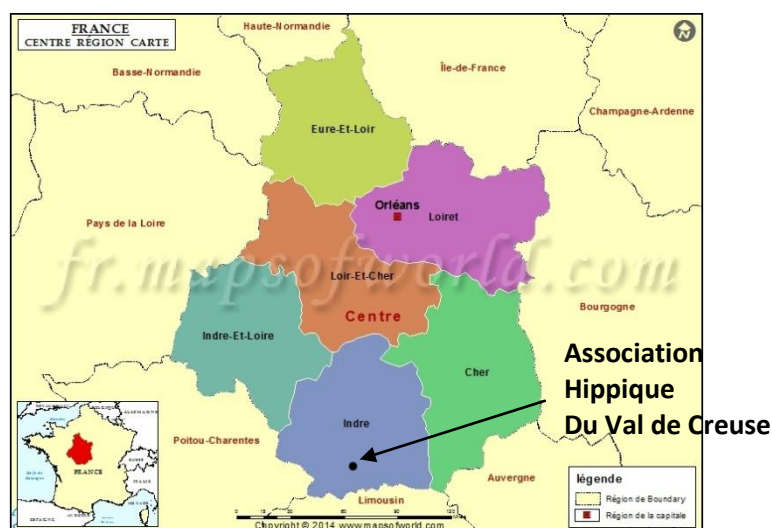 FRANCE
CENTRE RÉGION CARTE
Haute-Normandie
Basse-Normandie
Île-de-France
Champagne-Ardenne
Eure-Et-Loir
Orléans
Loiret
Pays de la Loire
Loir-Et-Cher
fr.mapsofworld.com
Centre
Bourgogne
Indre-Et-Loire
Cher
Association
Hippique
Du Val de Creuse
Indre
Poitou-Charentes
FRANCE
Auvergne
Limousin
légende
Région de Boundary
Région de la capitale
Copyright © 2014 www.mapsofworld.com